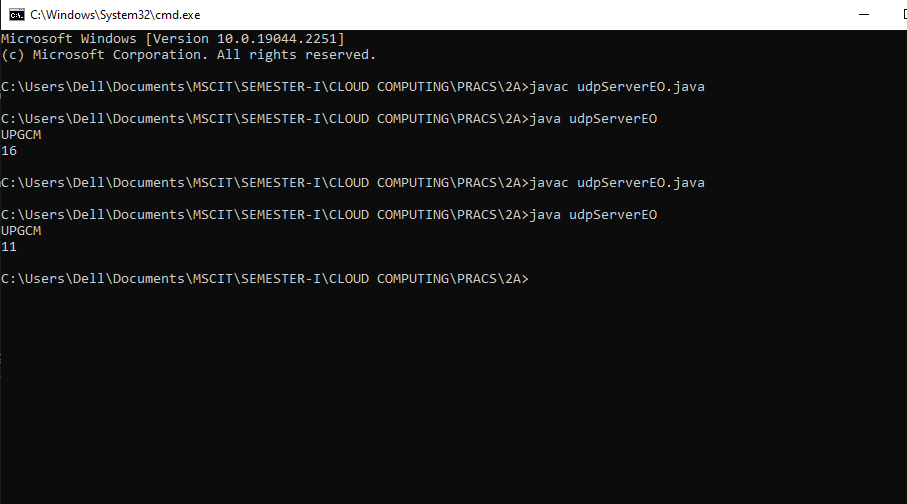 C:\Windows\System32\cmd.exe
Microsoft Windows [Version 10.0.19044.2251]
(c) Microsoft Corporation. All rights reserved.
C:\Users\Dell\Documents\MSCIT\SEMESTER-I\CLOUD COMPUTING\PRACS\2A>javac udpServerEO.java
C:\Users\Dell\Documents\MSCIT\SEMESTER-I\CLOUD COMPUTING\PRACS\2A>java udpServerEO
UPGCM
16
C:\Users\Dell\Documents\MSCIT\SEMESTER-I\CLOUD COMPUTING\PRACS\2A>javac udpServerEO.java
C:\Users\Dell\Documents\MSCIT\SEMESTER-I\CLOUD COMPUTING\PRACS\2A>java udpServerEO
UPGCM
11
C:\Users\Dell\Documents\MSCIT\SEMESTER-I\CLOUD COMPUTING\PRACS\2A>